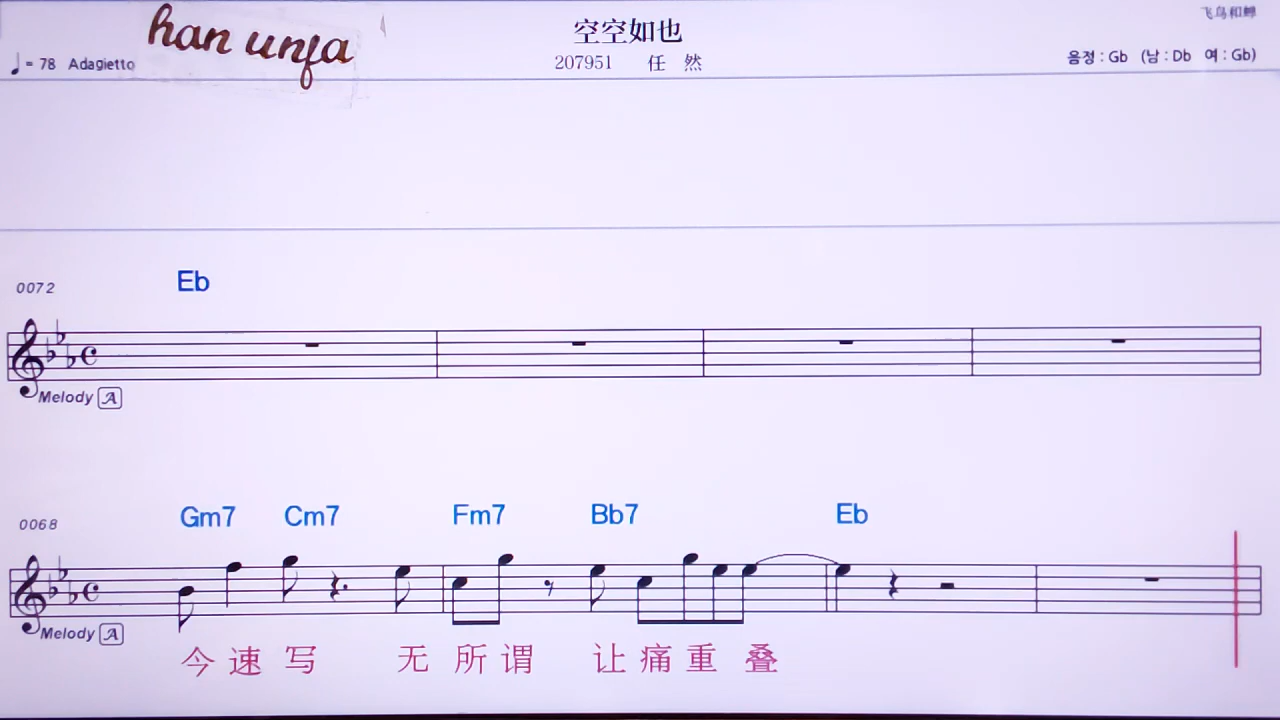 飞鸟和蝉
han unfa
空空如也
♩= 78 Adagietto
207951 任 然
음정 : Gb (남 : Db 여 : Gb)
0072
Eb
Melody A
0068
Gm7 Cm7 Fm7 Bb7 Eb
Melody A
今速写 无所谓 让痛重叠